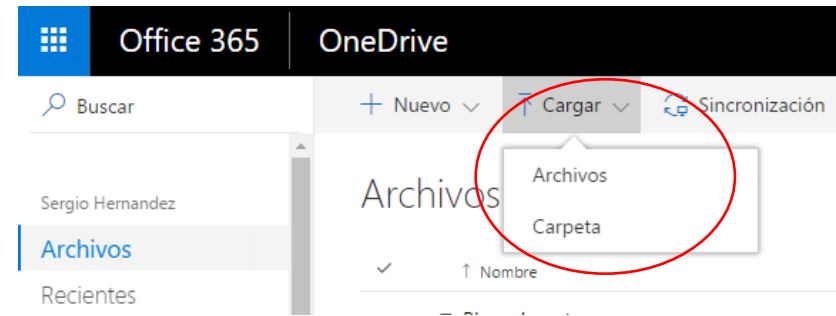 Office 365 OneDrive
Buscar + Nuevo Cargar Sincronización
Archivos
Carpeta
Sergio Hernandez
Archivos
Archivos
Recientes
↑ Nombre